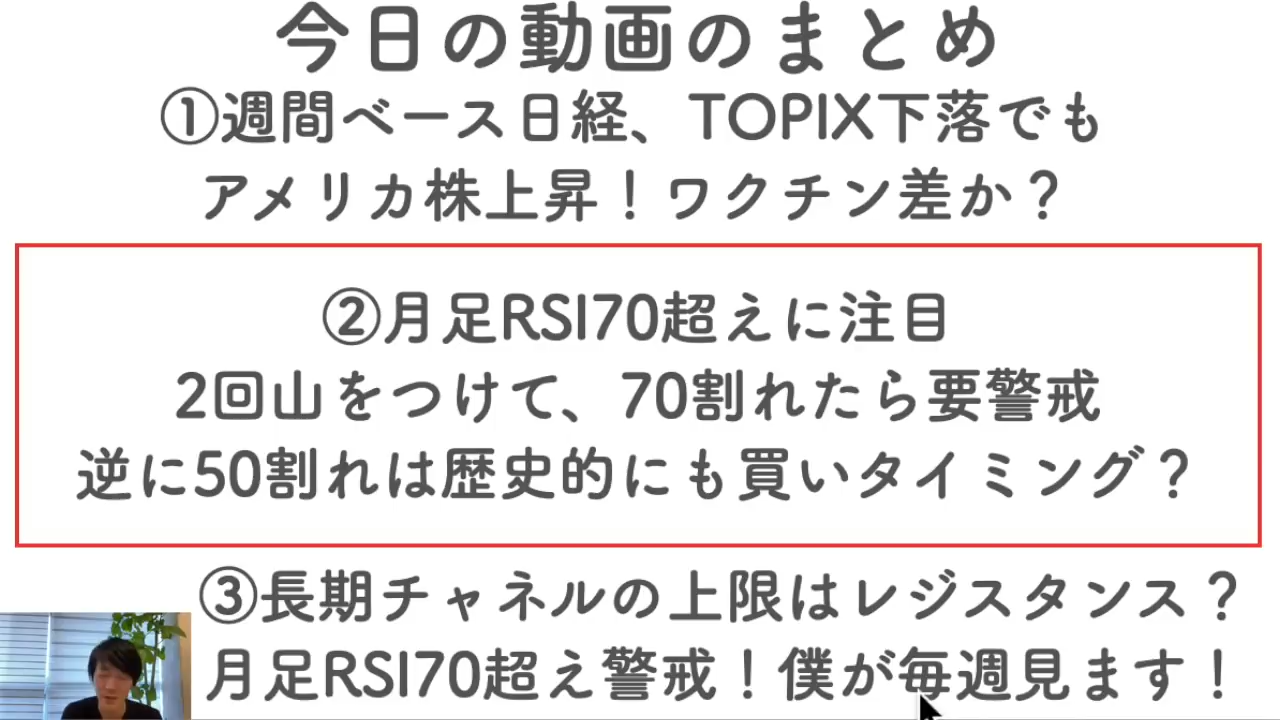 今日の動画のまとめ
①週間ベース日経、TOPIX下落でも
アメリカ株上昇！ワクチン差か？
②月足RSI70超えに注目
2回山をつけて、70割れたら要警戒
逆に50割れは歴史的にも買いタイミング？
③長期チャネルの上限はレジスタンス？
月足RSI70超え警戒！僕が毎週見ます！